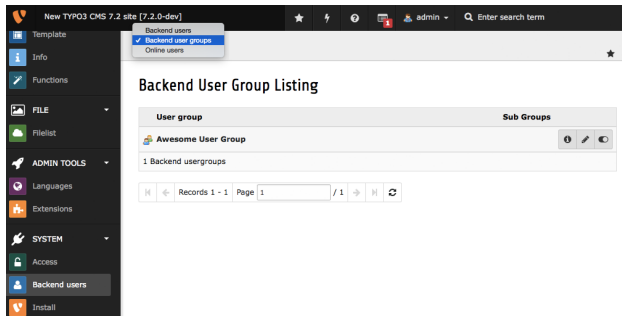 New TYPO3 CMS 7.2 site [7.2.0-dev]
1
admin
Enter search term
Backend users
✓ Backend user groups
Online users
Template
Info
Functions
FILE
Filelist
ADMIN TOOLS
Languages
Extensions
SYSTEM
Access
Backend users
Install
Backend User Group Listing
User group Sub Groups
Awesome User Group
1 Backend usergroups
Records 1 - 1 Page 1 / 1